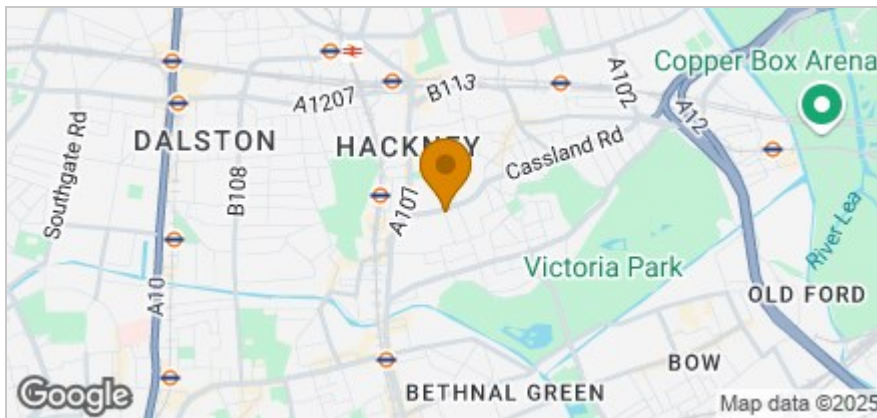 Copper Box Arena
A102
A12
B113
A1207
Southgate Rd
DALSTON
HACKNEY
Cassland Rd
B108
A107
River Lea
Victoria Park
A10
OLD FORD
BOW
BETHNAL GREEN
Google
Map data ©2025